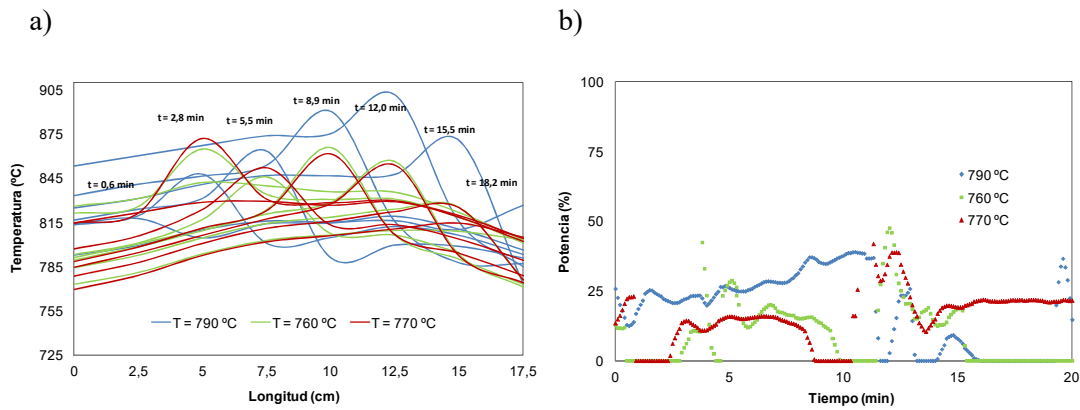 a)
905
875
845
815
785
755
725
0
2,5
5
7,5
10
12,5
15
17,5
Temperatura (ºC)
Longitud (cm)
t = 0,6 min
t = 2,8 min
t = 5,5 min
t = 8,9 min
t = 12,0 min
t = 15,5 min
t = 18,2 min
T = 790 ºC
T = 760 ºC
T = 770 ºC
b)
100
75
50
25
0
0
5
10
15
20
Potencia (%)
Tiempo (min)
790 ºC
760 ºC
770 ºC